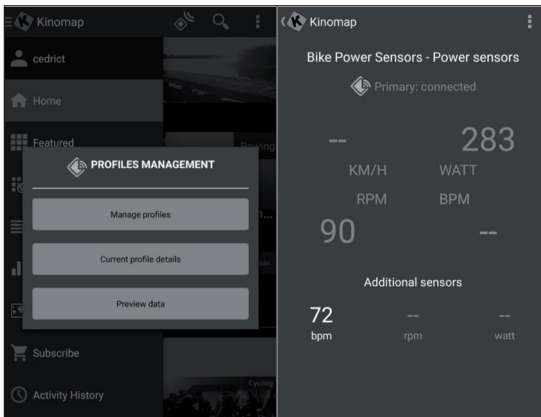 Kinomap
cedrict
Home
Featured
Rowing
PROFILES MANAGEMENT
Manage profiles
Current profile details
Preview data
Subscribe
Cycling
Activity History
Kinomap
Bike Power Sensors - Power sensors
Primary: connected
-- 283
KM/H WATT
RPM BPM
90 --
Additional sensors
72 -- --
bpm rpm watt